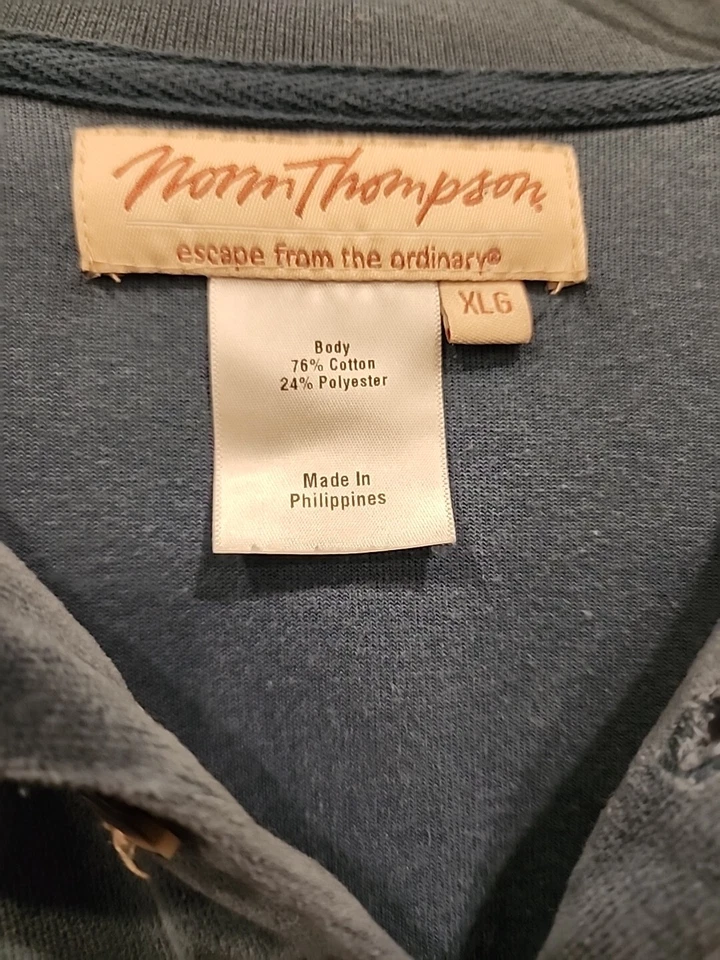 Norm Thompson
escape from the ordinary®
XLG
Body
76% Cotton
24% Polyester
Made In
Philippines